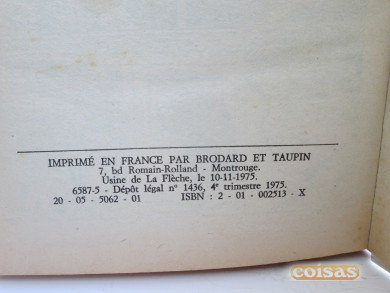 IMPRIMÉ EN FRANCE PAR BRODARD ET TAUPIN
7, bd Romain-Rolland - Montrouge.
Usine de La Flèche, le 10-11-1975.
6587-5 - Dépôt légal n° 1436, 4e trimestre 1975.
20 - 05 - 5062 - 01 ISBN : 2 - 01 - 002513 - X
coisas